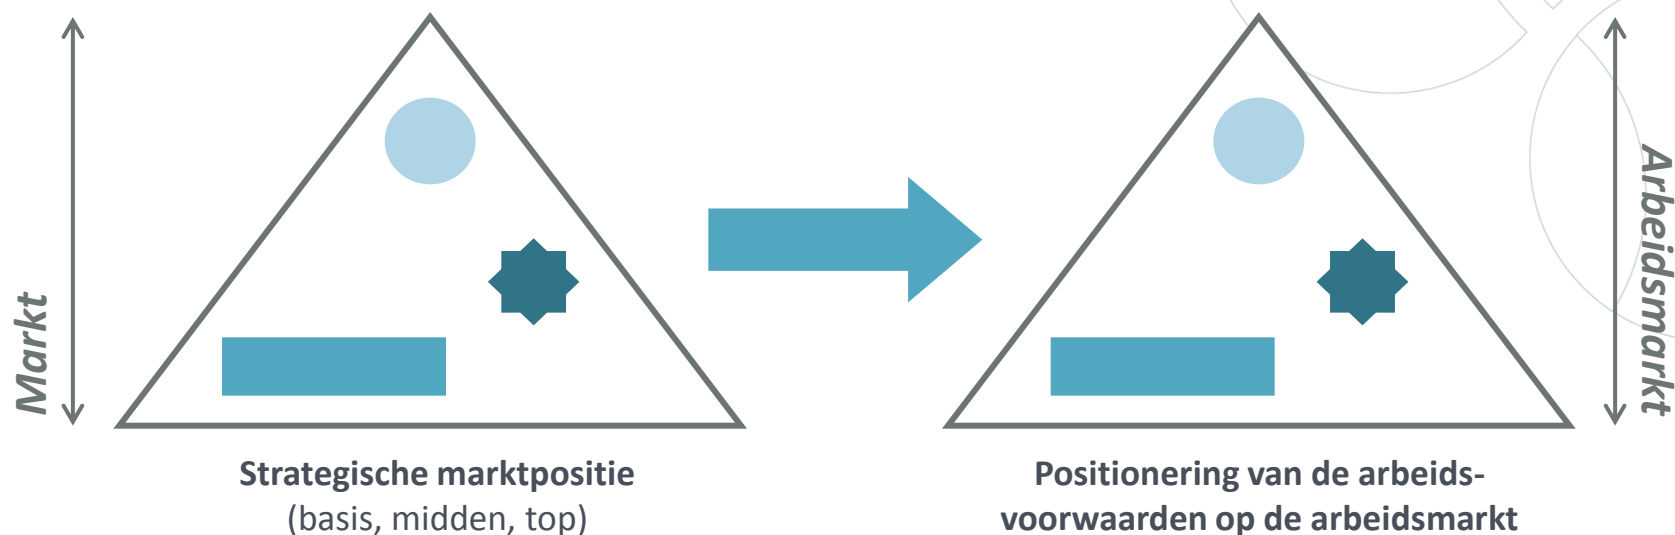 Markt
Strategische marktpositie
(basis, midden, top)
Positionering van de arbeids-
voorwaarden op de arbeidsmarkt
Arbeidsmarkt